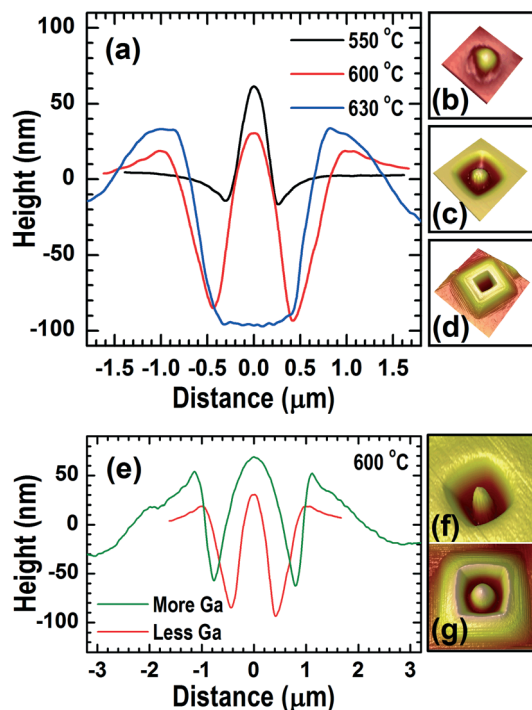 (a)
550 °C
600 °C
630 °C
100
50
0
-50
-100
Height (nm)
-1.5 -1.0 -0.5 0.0 0.5 1.0 1.5
Distance (μm)
(b)
(c)
(d)
(e)
600 °C
50
0
-50
-100
Height (nm)
More Ga
Less Ga
-3 -2 -1 0 1 2 3
Distance (μm)
(f)
(g)